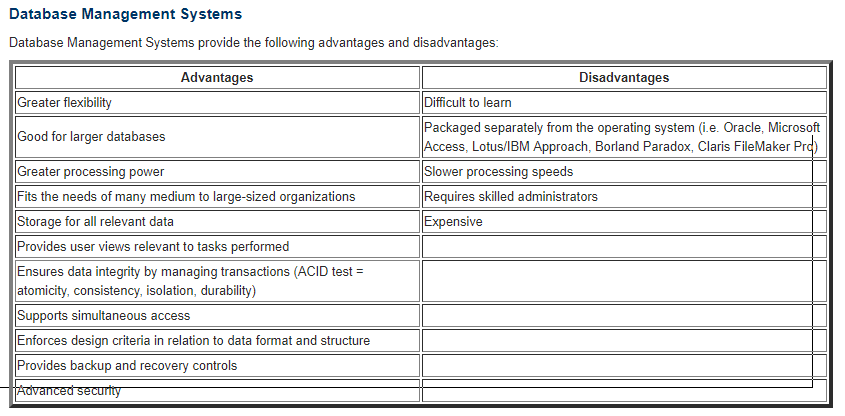 Database Management Systems
Database Management Systems provide the following advantages and disadvantages:
Advantages Disadvantages
Greater flexibility Difficult to learn
Good for larger databases
Packaged separately from the operating system (i.e. Oracle, Microsoft
Access, Lotus/IBM Approach, Borland Paradox, Claris FileMaker Pro)
Greater processing power Slower processing speeds
Fits the needs of many medium to large-sized organizations Requires skilled administrators
Storage for all relevant data Expensive
Provides user views relevant to tasks performed
Ensures data integrity by managing transactions (ACID test =
atomicity, consistency, isolation, durability)
Supports simultaneous access
Enforces design criteria in relation to data format and structure
Provides backup and recovery controls
Advanced security